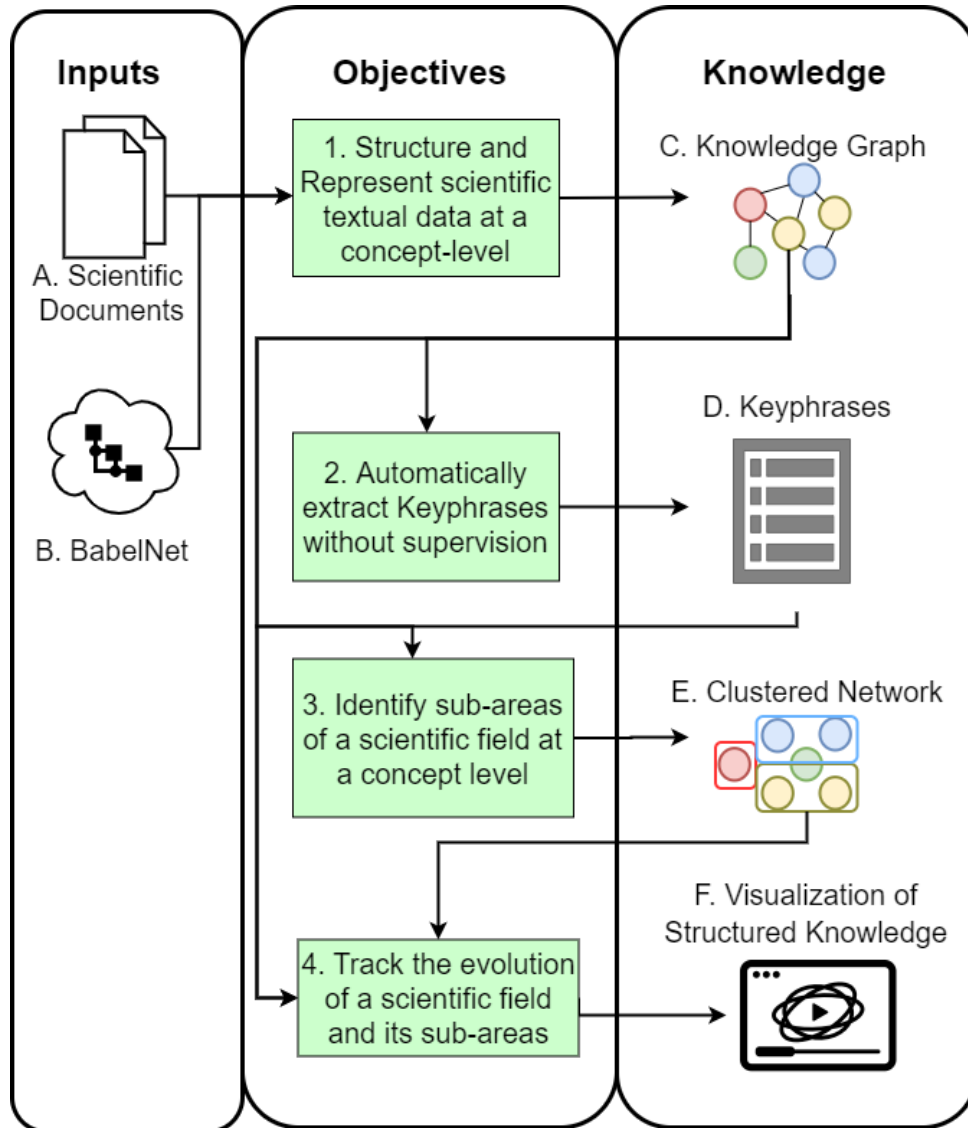 Inputs
A. Scientific
Documents
B. BabelNet
Objectives
1. Structure and
Represent scientific
textual data at a
concept-level
2. Automatically
extract Keyphrases
without supervision
3. Identify sub-areas
of a scientific field at
a concept level
4. Track the evolution
of a scientific field
and its sub-areas
Knowledge
C. Knowledge Graph
D. Keyphrases
E. Clustered Network
F. Visualization of
Structured Knowledge